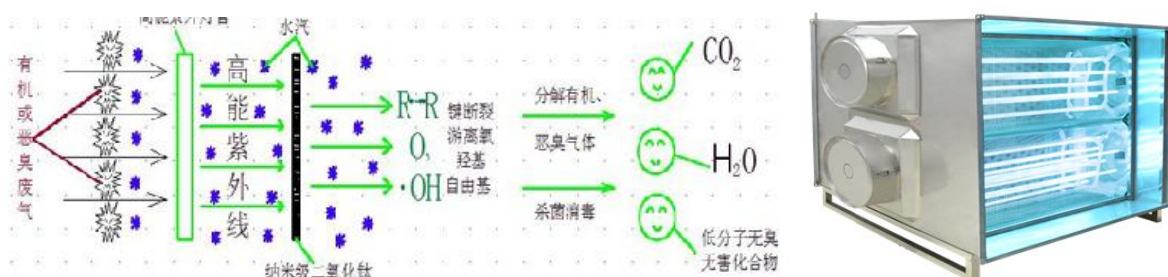 水汽
有机或恶臭废气
高能紫外线
R-R 键断裂
O, 游离氧
羟基
·OH 自由基
分解有机、
恶臭气体
杀菌消毒
CO2
H2O
低分子无臭
无害化合物
纳米级二氧化钛